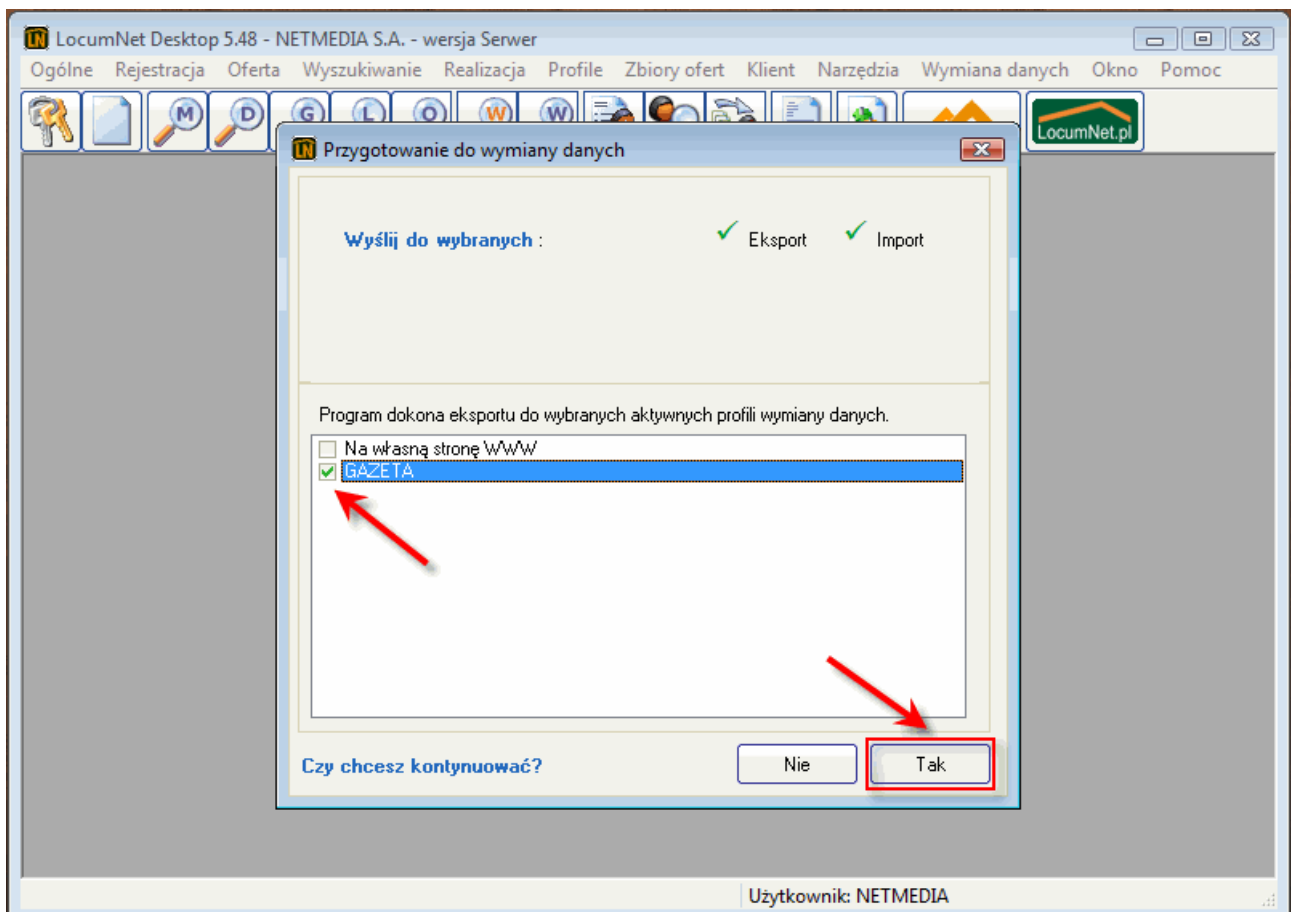 LocumNet Desktop 5.48 - NETMEDIA S.A. - wersja Serwer
Ogólne Rejestracja Oferta Wyszukiwanie Realizacja Profile Zbiory ofert Klient Narzędzia Wymiana danych Okno Pomoc
M D G L O W W LocumNet.pl
Przygotowanie do wymiany danych
Wyślij do wybranych : Eksport Import
Program dokona eksportu do wybranych aktywnych profili wymiany danych.
Na własną stronę WWW
GAZETA
Czy chcesz kontynuować? Nie Tak
Użytkownik: NETMEDIA